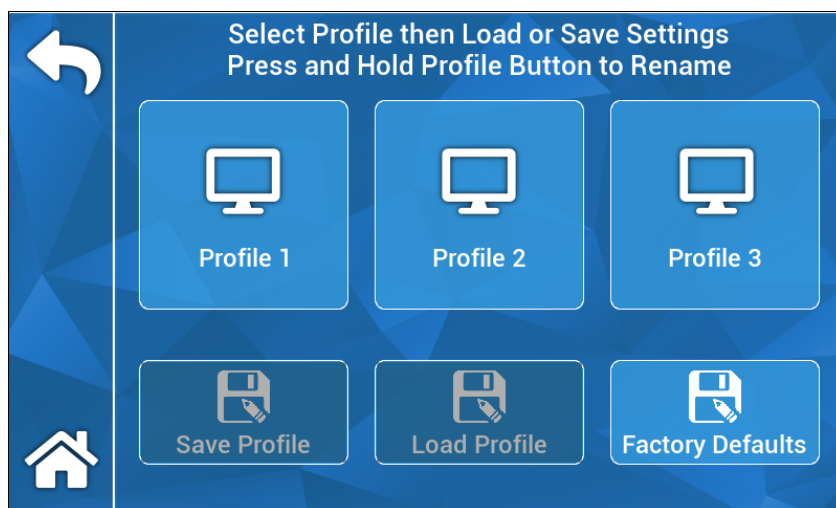 Select Profile then Load or Save Settings
Press and Hold Profile Button to Rename
Profile 1
Profile 2
Profile 3
Save Profile
Load Profile
Factory Defaults